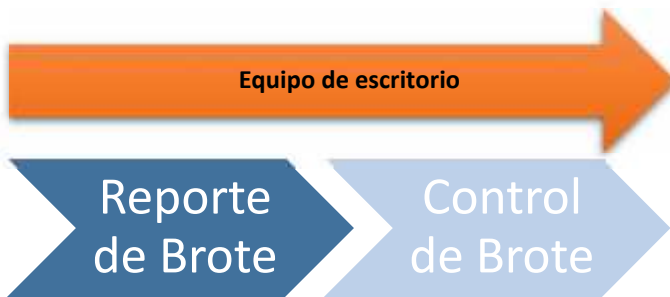 Equipo de escritorio
Reporte
de Brote
Control
de Brote